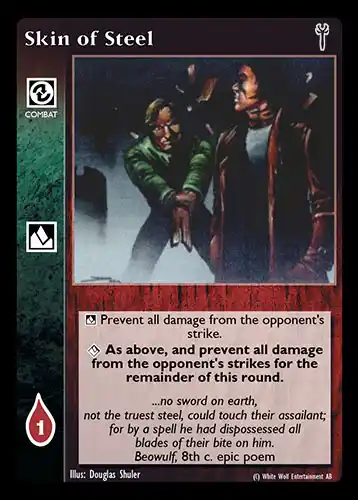 Skin of Steel
COMBAT
Prevent all damage from the opponent's
strike.
As above, and prevent all damage
from the opponent's strikes for the
remainder of this round.
...no sword on earth,
not the truest steel, could touch their assailant;
for by a spell he had dispossessed all
blades of their bite on him.
Beowulf, 8th c. epic poem
1
Illus: Douglas Shuler
(C) White Wolf Entertainment AB